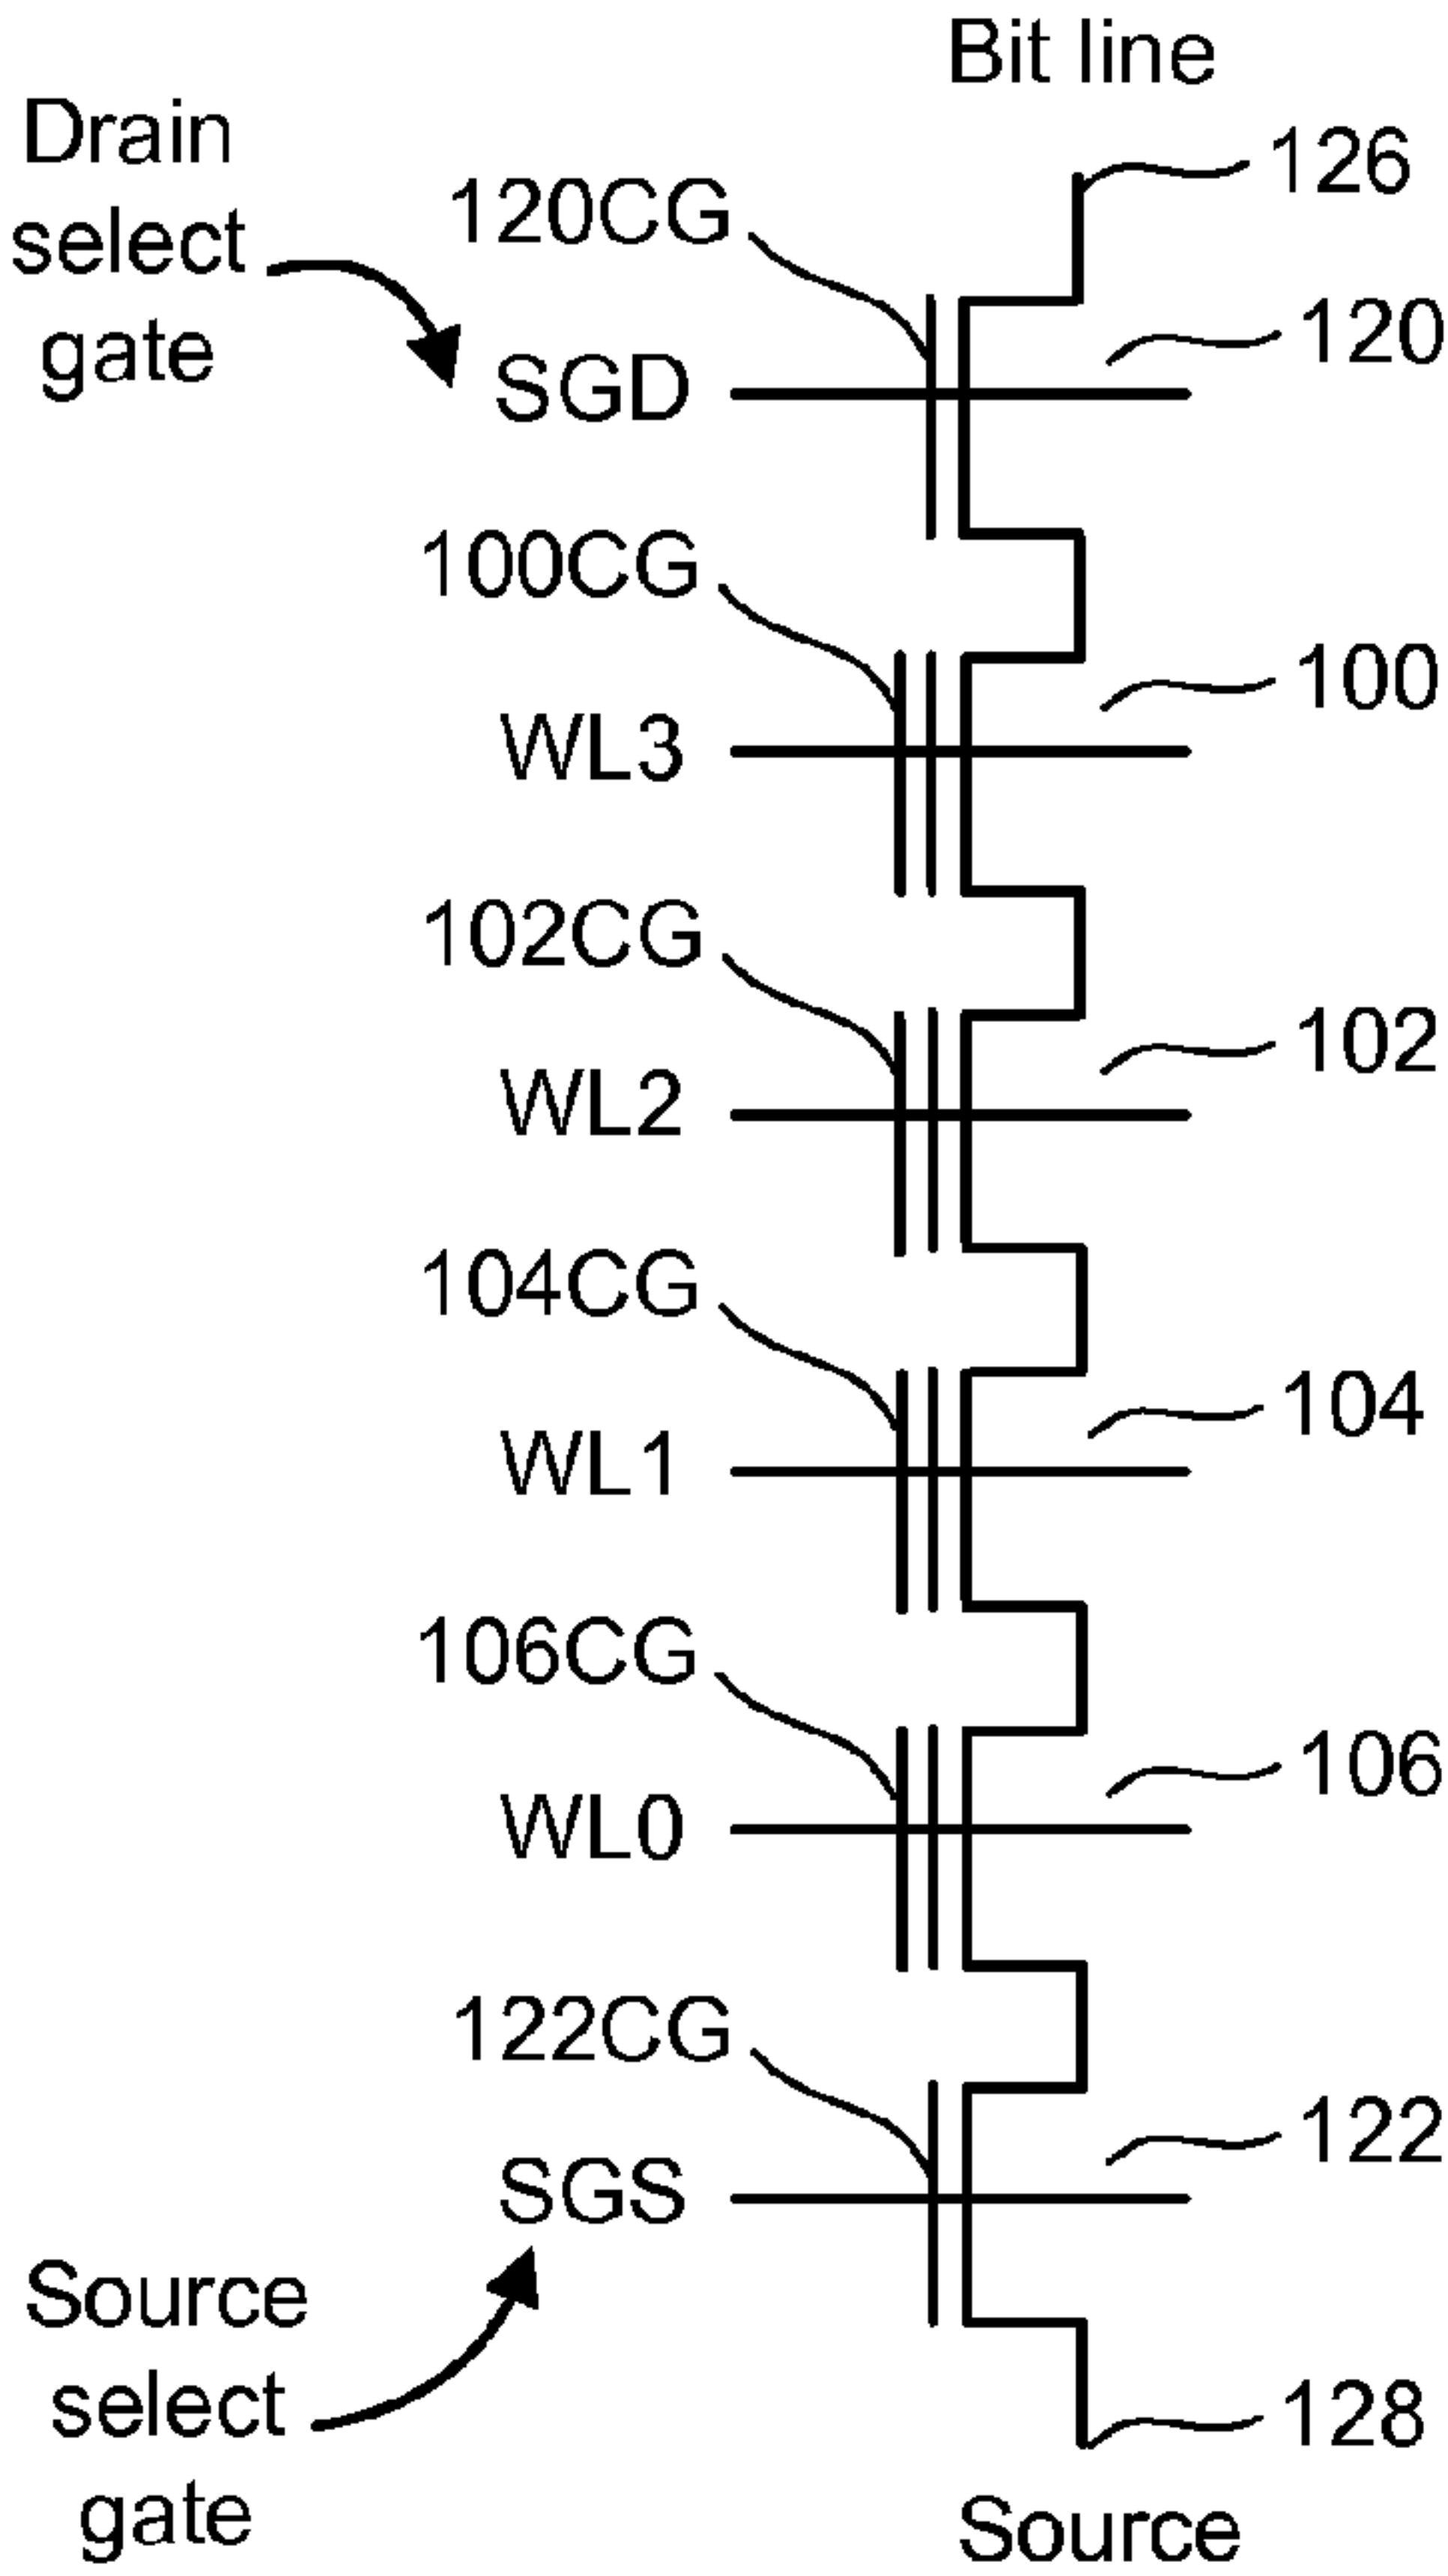 Bit line
Drain
select
gate
126
120CG
120
SGD
100CG
100
WL3
102CG
102
WL2
104CG
104
WL1
106CG
106
WL0
122CG
122
SGS
Source
select
gate
128
Source